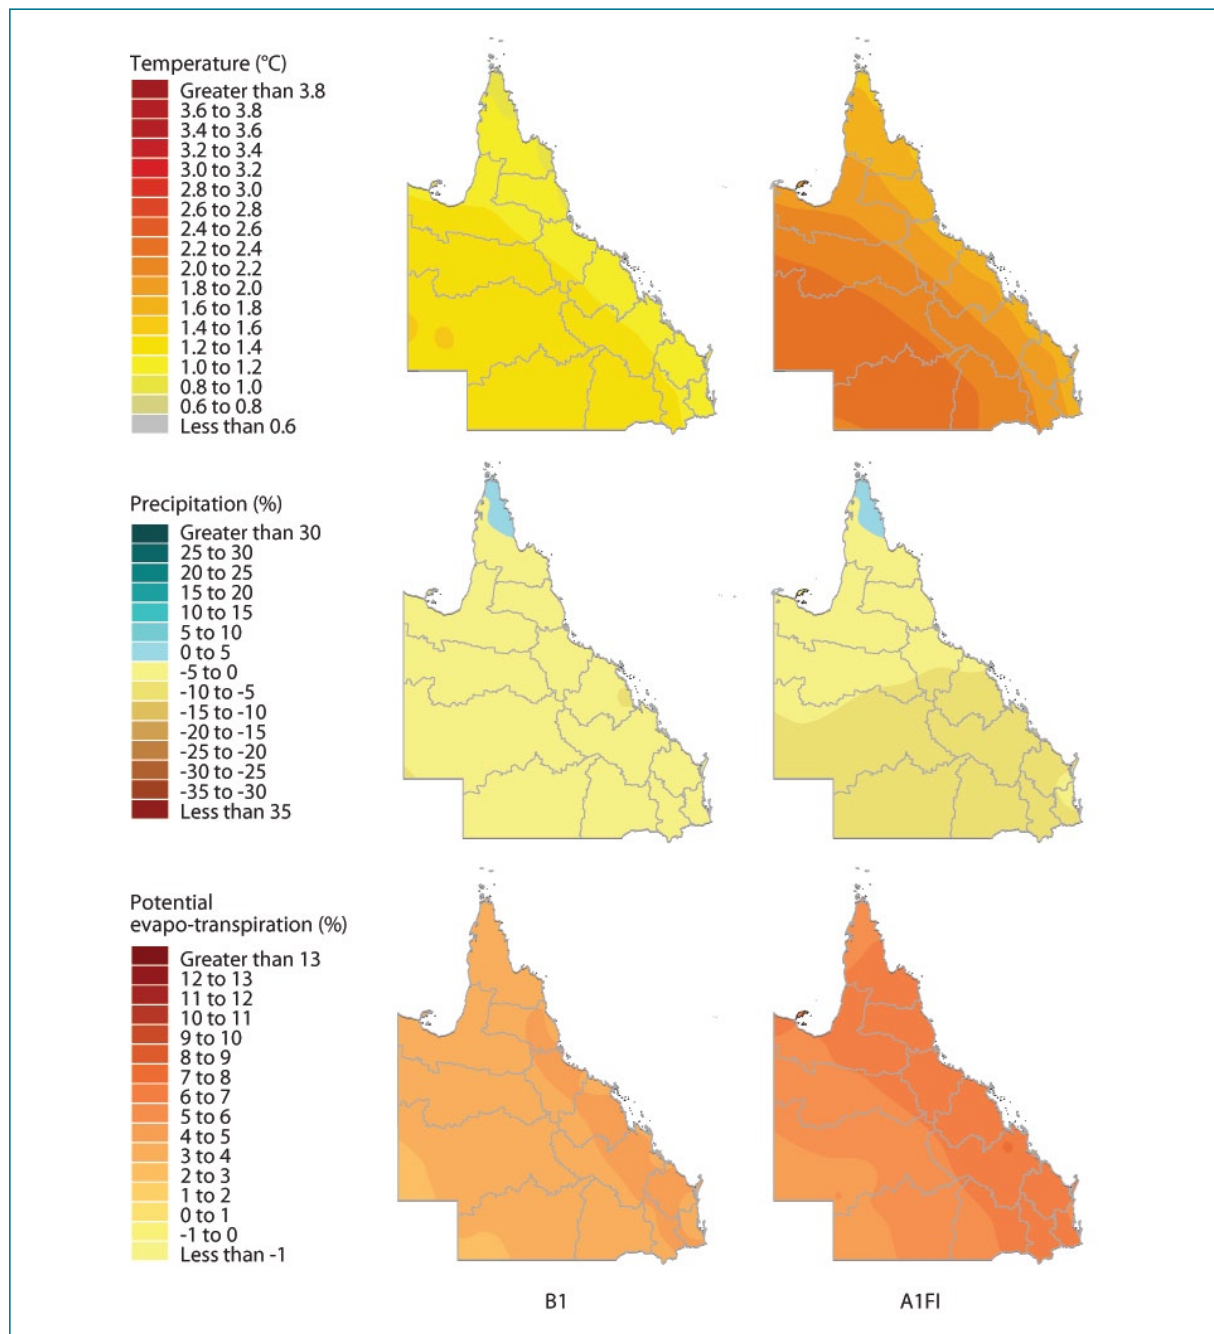 Temperature (°C)
Greater than 3.8
3.6 to 3.8
3.4 to 3.6
3.2 to 3.4
3.0 to 3.2
2.8 to 3.0
2.6 to 2.8
2.4 to 2.6
2.2 to 2.4
2.0 to 2.2
1.8 to 2.0
1.6 to 1.8
1.4 to 1.6
1.2 to 1.4
1.0 to 1.2
0.8 to 1.0
0.6 to 0.8
Less than 0.6
Precipitation (%)
Greater than 30
25 to 30
20 to 25
15 to 20
10 to 15
5 to 10
0 to 5
-5 to 0
-10 to -5
-15 to -10
-20 to -15
-25 to -20
-30 to -25
-35 to -30
Less than 35
Potential
evapo-transpiration (%)
Greater than 13
12 to 13
11 to 12
10 to 11
9 to 10
8 to 9
7 to 8
6 to 7
5 to 6
4 to 5
3 to 4
2 to 3
1 to 2
0 to 1
-1 to 0
Less than -1
B1
A1FI